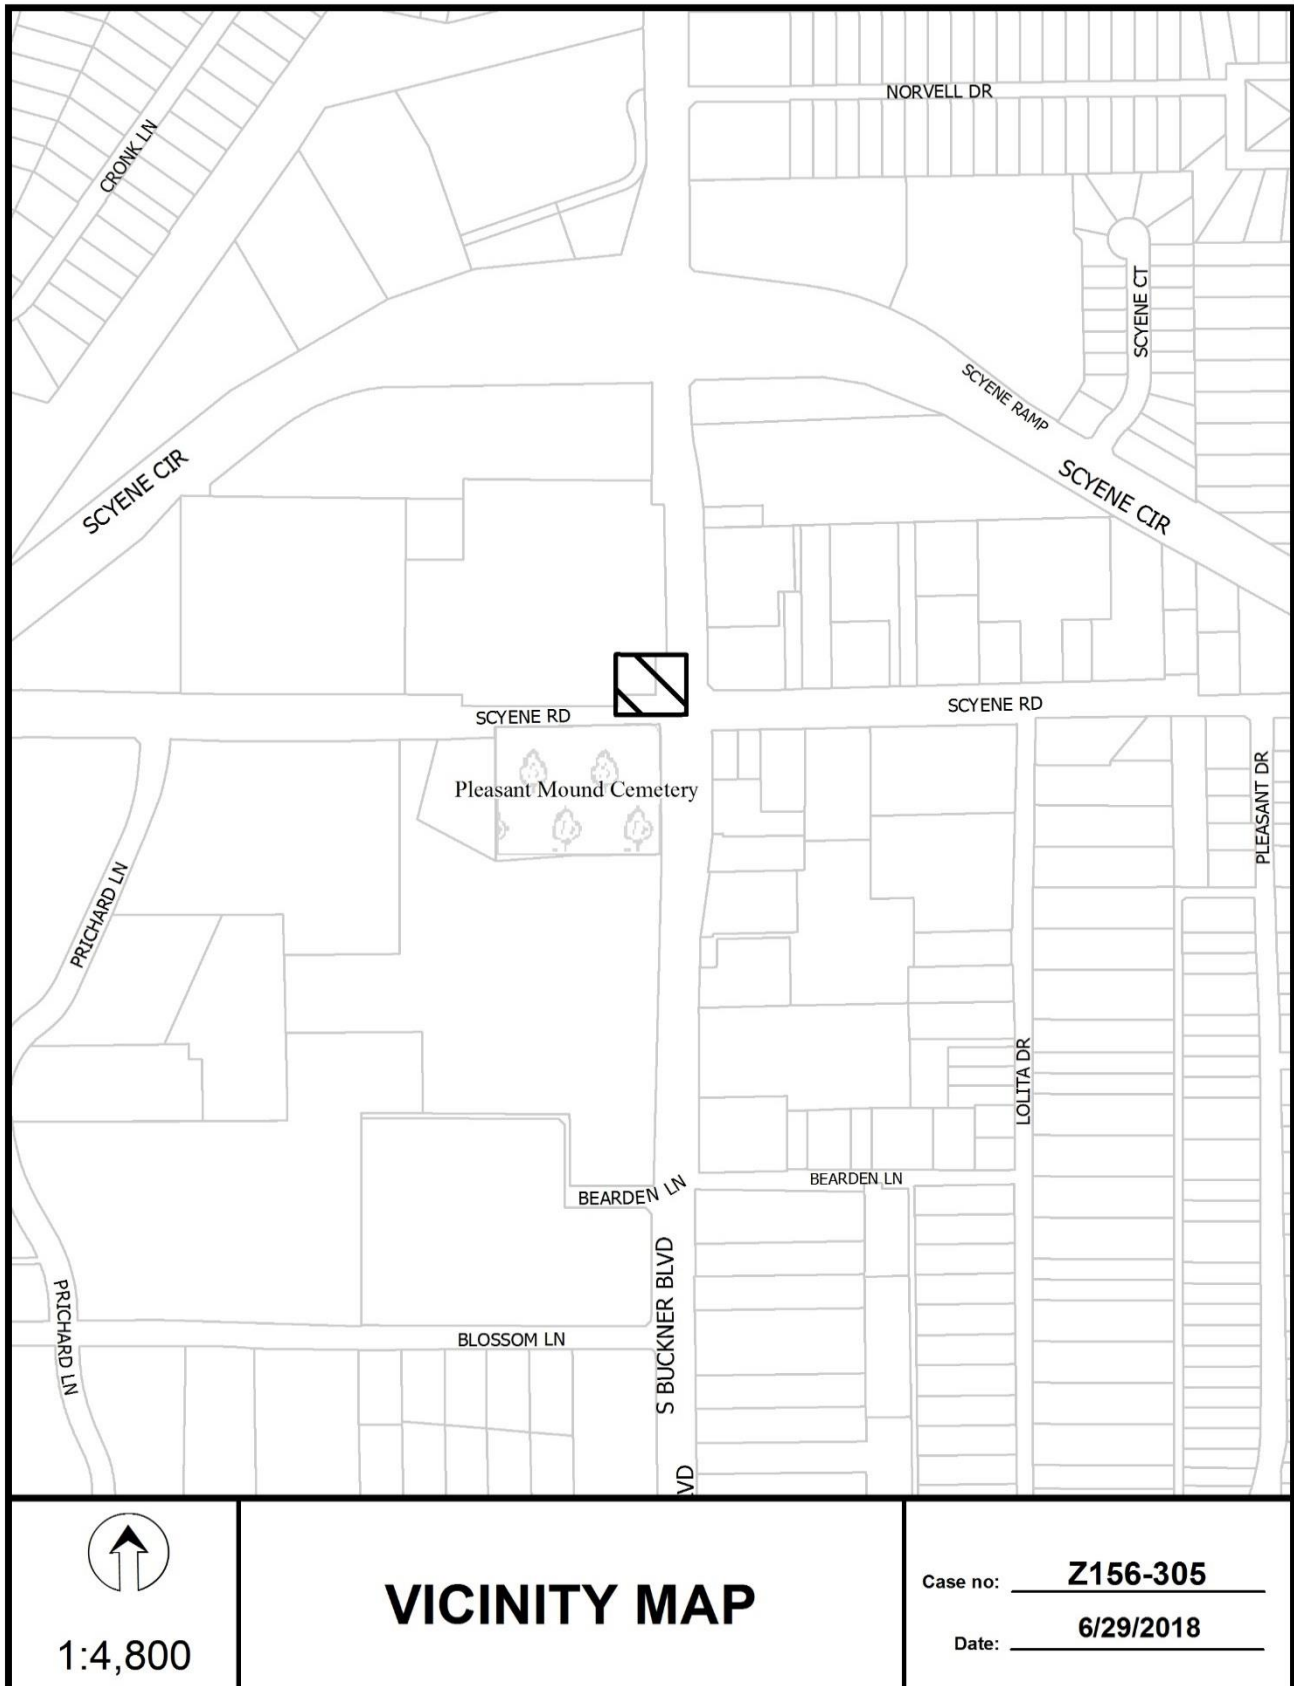 NORVELL DR
CRONK LN
SCYENE CT
SCYENE RAMP
SCYENE CIR
SCYENE CIR
SCYENE RD
SCYENE RD
Pleasant Mound Cemetery
PLEASANT DR
PRICHARD LN
LOLITA DR
BEARDEN LN
BEARDEN LN
S BUCKNER BLVD
PRICHARD LN
BLOSSOM LN
VD
1:4,800
VICINITY MAP
Case no: Z156-305
Date: 6/29/2018